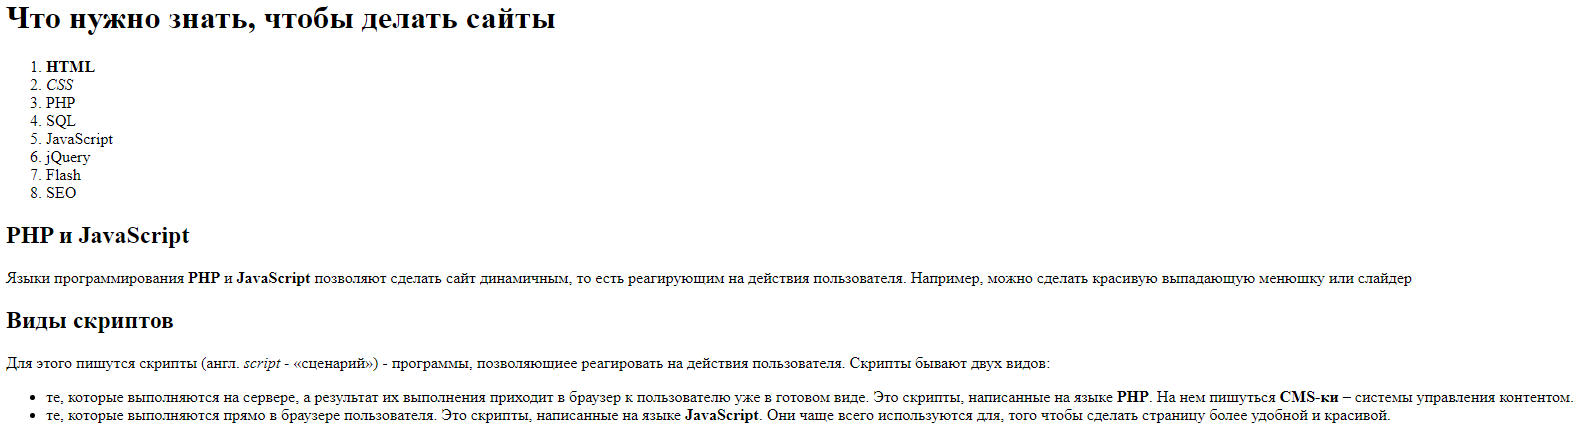 Что нужно знать, чтобы делать сайты
1. HTML
2. CSS
3. PHP
4. SQL
5. JavaScript
6. jQuery
7. Flash
8. SEO
PHP и JavaScript
Языки программирования PHP и JavaScript позволяют сделать сайт динамичным, то есть реагирующим на действия пользователя. Например, можно сделать красивую выпадающую менюшку или слайдер
Виды скриптов
Для этого пишутся скрипты (англ. script - «сценарий») - программы, позволяющиее реагировать на действия пользователя. Скрипты бывают двух видов:
• те, которые выполняются на сервере, а результат их выполнения приходит в браузер к пользователю уже в готовом виде. Это скрипты, написанные на языке PHP. На нем пишуться CMS-ки – системы управления контентом.
• те, которые выполняются прямо в браузере пользователя. Это скрипты, написанные на языке JavaScript. Они чаще всего используются для, того чтобы сделать страницу более удобной и красивой.